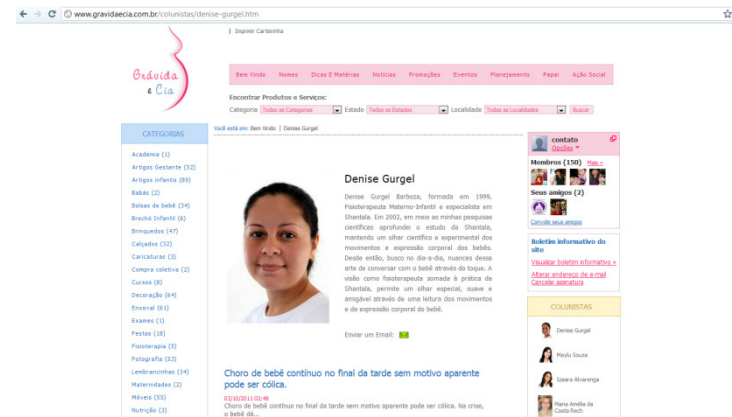 www.gravidaecia.com.br/colunistas/denise-gurgel.htm
| Imprimir Carteirinha
Grávida
e Cia
Bem Vindo Nomes Dicas E Matérias Notícias Promoções Eventos Planejamento Papai Ação Social
Encontrar Produtos e Serviços:
Categoria Todas as Categorias Estado Todos os Estados Localidade Todas as Localidades Buscar
Você está em: Bem Vindo | Denise Gurgel
CATEGORIAS
Academia (1)
Artigos Gestante (52)
Artigos infantis (89)
Babás (2)
Bolsas de bebê (34)
Brechó Infantil (6)
Brinquedos (47)
Calçados (32)
Caricaturas (3)
Compra coletiva (2)
Cursos (9)
Decoração (64)
Enxoval (61)
Exames (1)
Festas (18)
Fisioterapia (5)
Fotografia (53)
Lembrancinhas (34)
Maternidades (2)
Móveis (55)
Nutrição (3)
Denise Gurgel
Denise Gurgel Barboza, formada em 1999,
Fisioterapeuta Materno-Infantil e especialista em
Shantala. Em 2002, em meio as minhas pesquisas
científicas aprofundei o estudo da Shantala,
mantendo um olhar científico e experimental dos
movimentos e expressão corporal dos bebês.
Desde então, busco no dia-a-dia, nuances dessa
arte de conversar com o bebê através do toque. A
visão como fisioterapeuta somada à prática da
Shantala, permite um olhar especial, suave e
amigável através de uma leitura dos movimentos
e da expressão corporal do bebê.
Enviar um Email:
Choro de bebê contínuo no final da tarde sem motivo aparente
pode ser cólica.
03/10/2011 02:48
Choro de bebê contínuo no final da tarde sem motivo aparente pode ser cólica. Na crise,
o bebê dá...
contato
Opções
Membros (150) Mais »
Seus amigos (2)
Convide seus amigos
Boletim informativo do
site
Visualizar boletim informativo »
Alterar endereço de e-mail
Cancelar assinatura
COLUNISTAS
Denise Gurgel
Maylu Souza
Izaara Alvarenga
Maria Amélia da
Costa Rech